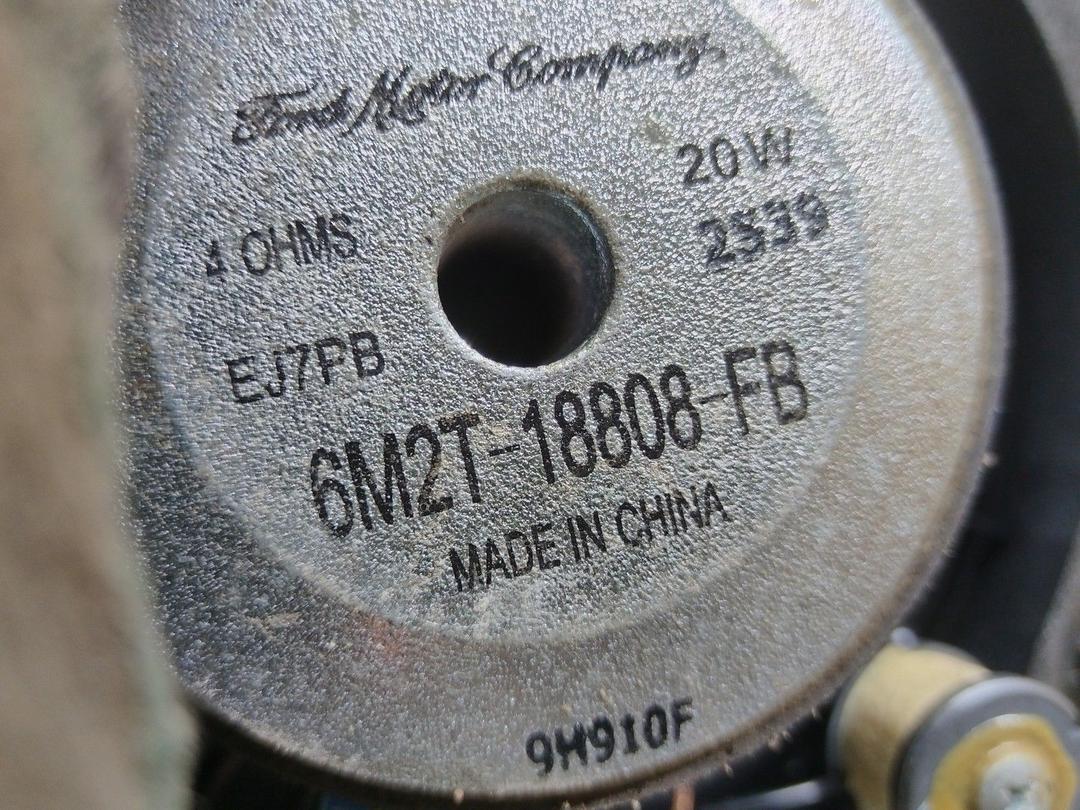 Ford Motor Company
20W
4 OHMS
2539
EJ7PB
6M2T-18808-FB
MADE IN CHINA
9H910F